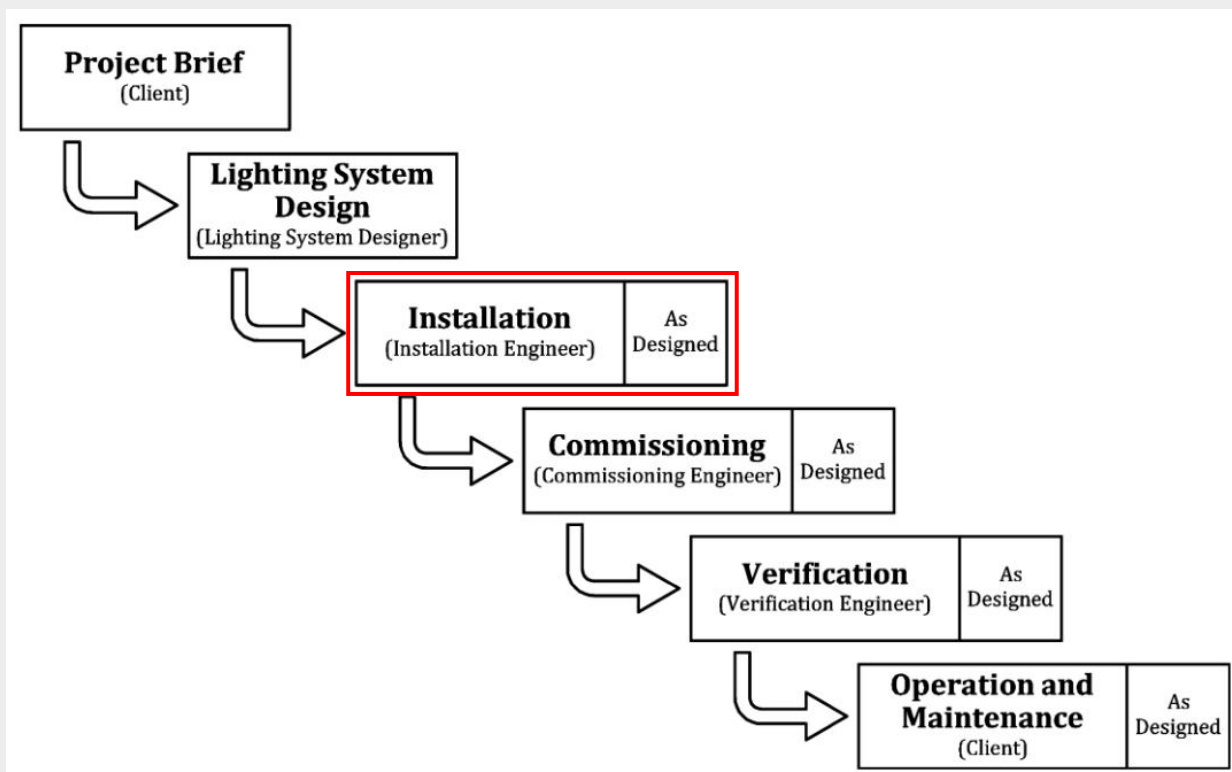 Project Brief
(Client)
Lighting System
Design
(Lighting System Designer)
Installation
(Installation Engineer)
As
Designed
Commissioning
(Commissioning Engineer)
As
Designed
Verification
(Verification Engineer)
As
Designed
Operation and
Maintenance
(Client)
As
Designed